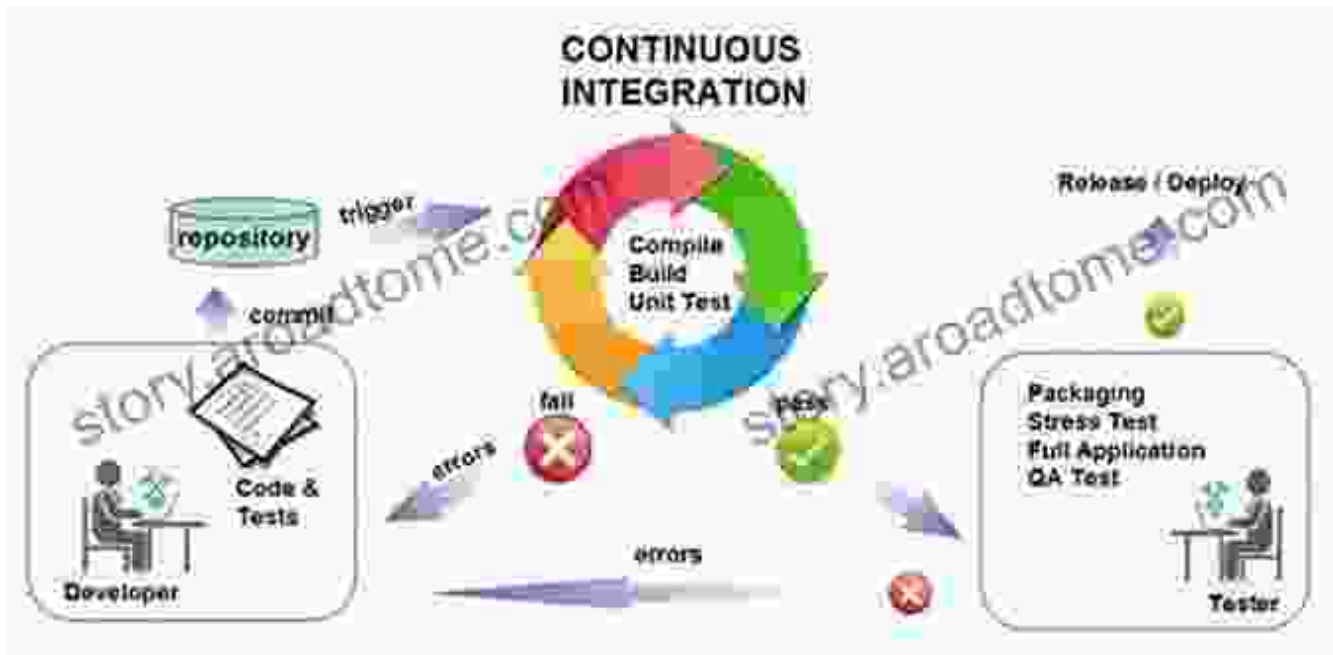 CONTINUOUS
INTEGRATION
repository
trigger
commit
Compile
Build
Unit Test
Release / Deploy
fail
pass
errors
Code &
Tests
Developer
Packaging
Stress Test
Full Application
QA Test
Tester
errors
story.aroadtome.com
story.aroadtome.com